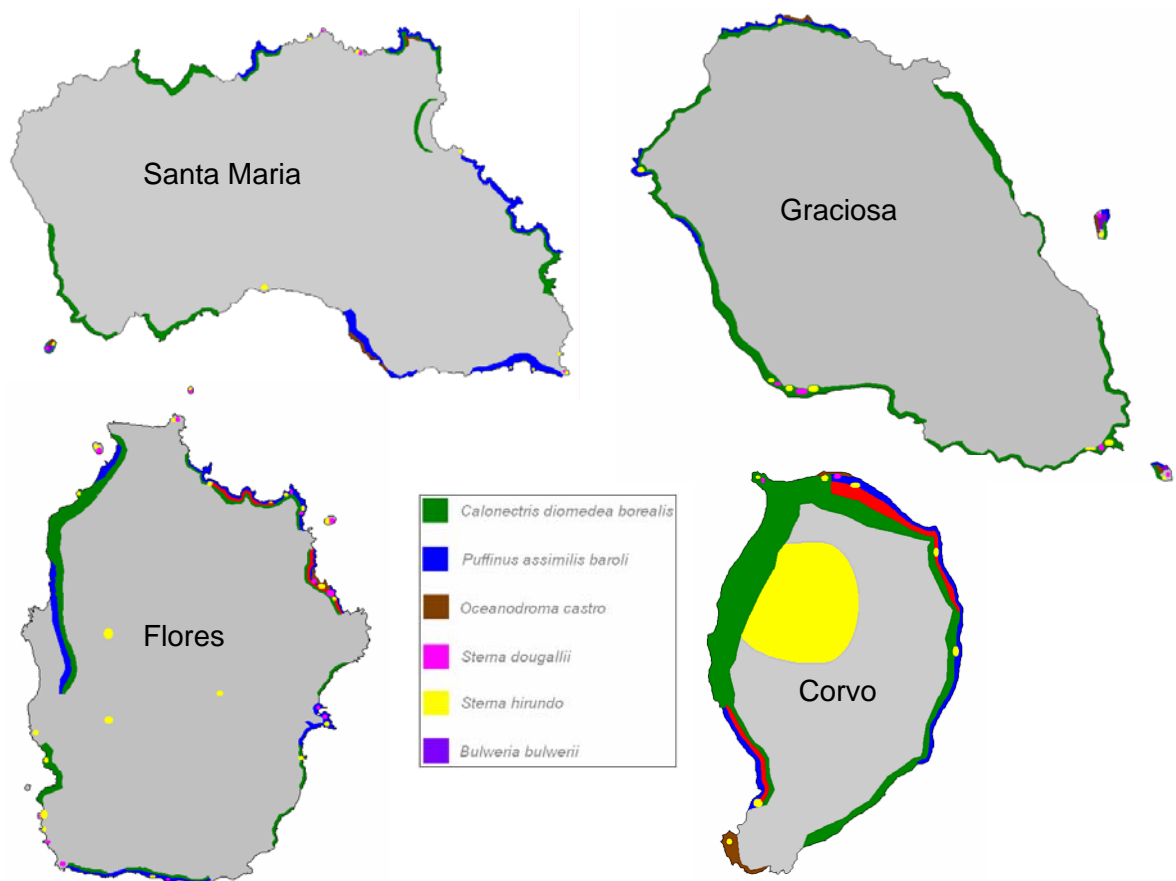 Santa Maria
Graciosa
Flores
Calonectris diomedea borealis
Puffinus assimilis baroli
Oceanodroma castro
Sterna dougallii
Sterna hirundo
Bulweria bulwerii
Corvo